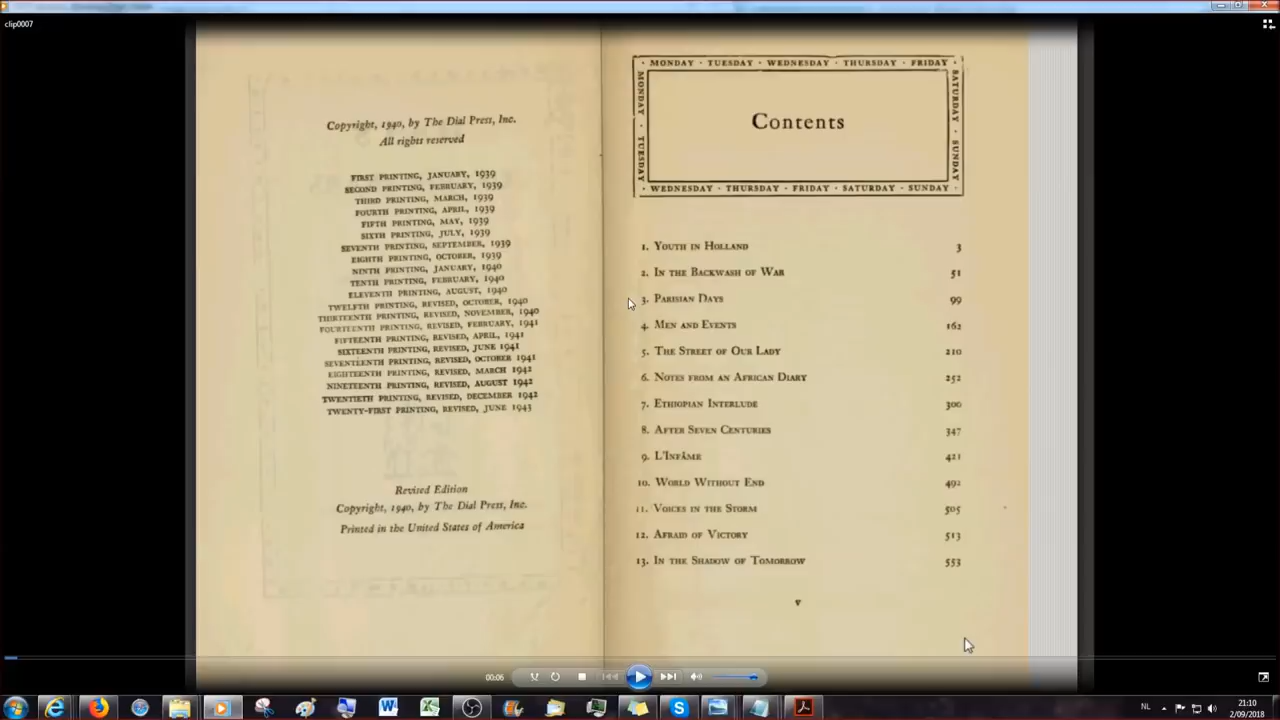 clip0007
Copyright, 1940, by The Dial Press, Inc.
All rights reserved
FIRST PRINTING, JANUARY, 1939
SECOND PRINTING, FEBRUARY, 1939
THIRD PRINTING, MARCH, 1939
FOURTH PRINTING, APRIL, 1939
FIFTH PRINTING, MAY, 1939
SIXTH PRINTING, JULY, 1939
SEVENTH PRINTING, SEPTEMBER, 1939
EIGHTH PRINTING, OCTOBER, 1939
NINTH PRINTING, JANUARY, 1940
TENTH PRINTING, FEBRUARY, 1940
ELEVENTH PRINTING, AUGUST, 1940
TWELFTH PRINTING, REVISED, OCTOBER, 1940
THIRTEENTH PRINTING, REVISED, NOVEMBER, 1940
FOURTEENTH PRINTING, REVISED, FEBRUARY, 1941
FIFTEENTH PRINTING, REVISED, APRIL, 1941
SIXTEENTH PRINTING, REVISED, JUNE 1941
SEVENTEENTH PRINTING, REVISED, OCTOBER 1941
EIGHTEENTH PRINTING, REVISED, MARCH 1942
NINETEENTH PRINTING, REVISED, AUGUST 1942
TWENTIETH PRINTING, REVISED, DECEMBER 1942
TWENTY-FIRST PRINTING, REVISED, JUNE 1943
Revised Edition
Copyright, 1940, by The Dial Press, Inc.
Printed in the United States of America
· MONDAY · TUESDAY · WEDNESDAY · THURSDAY · FRIDAY ·
MONDAY · TUESDAY
SATURDAY · SUNDAY
Contents
· WEDNESDAY · THURSDAY · FRIDAY · SATURDAY · SUNDAY ·
1. YOUTH IN HOLLAND 3
2. IN THE BACKWASH OF WAR 51
3. PARISIAN DAYS 99
4. MEN AND EVENTS 162
5. THE STREET OF OUR LADY 210
6. NOTES FROM AN AFRICAN DIARY 252
7. ETHIOPIAN INTERLUDE 300
8. AFTER SEVEN CENTURIES 347
9. L'INFÂME 421
10. WORLD WITHOUT END 492
11. VOICES IN THE STORM 505
12. AFRAID OF VICTORY 513
13. IN THE SHADOW OF TOMORROW 553
v
00:06
NL
21:10
2/09/2018